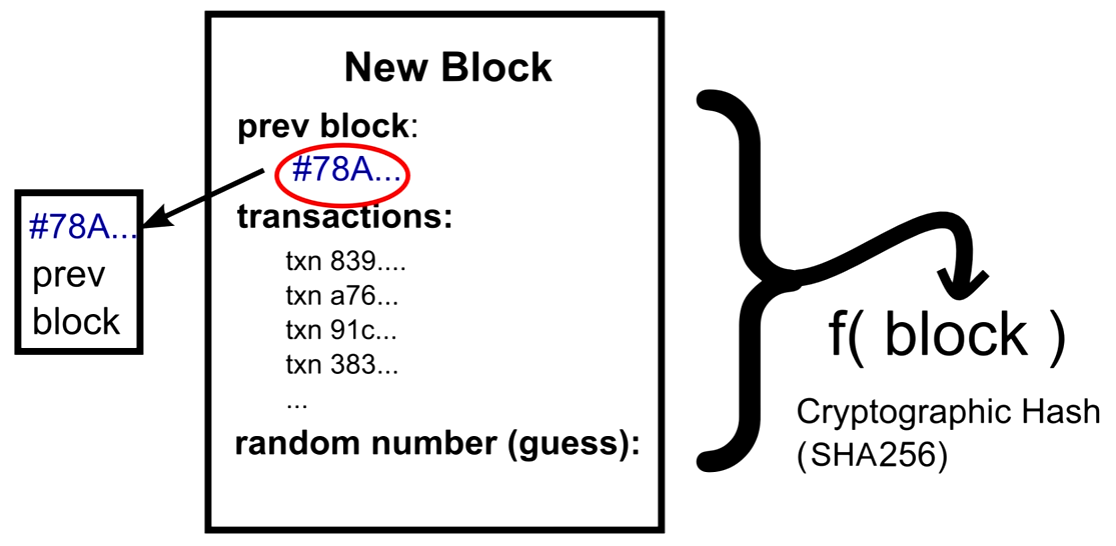 New Block
prev block:
#78A...
transactions:
txn 839....
txn a76...
txn 91c...
txn 383...
...
random number (guess):
#78A...
prev
block
f( block )
Cryptographic Hash
(SHA256)